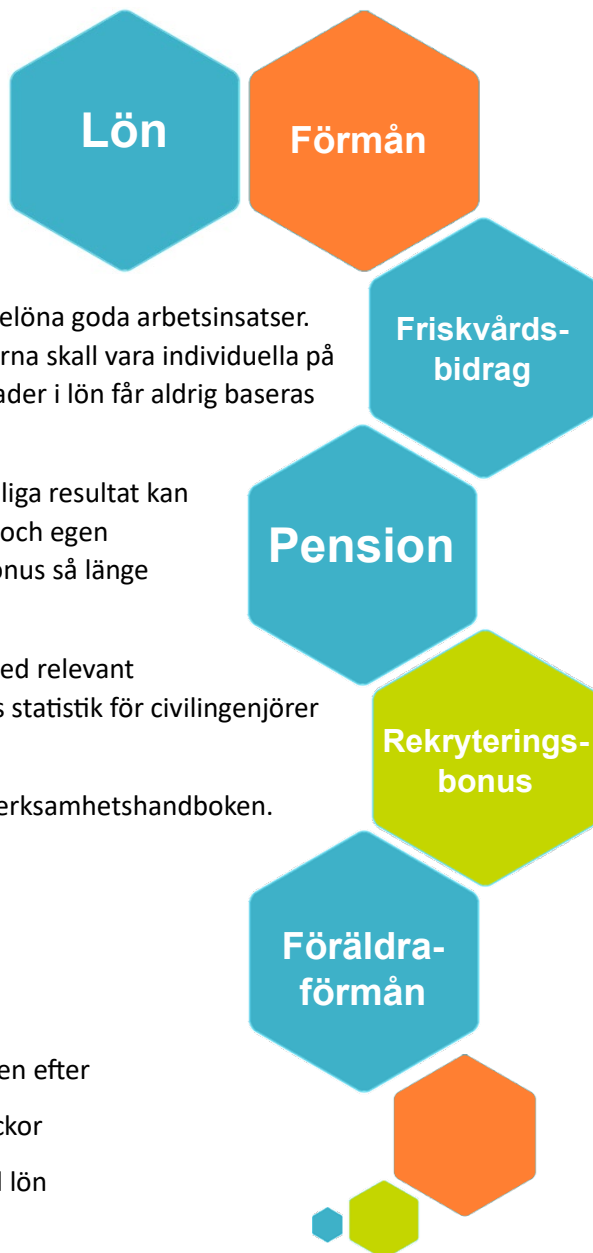 Lön
Förmån
elöna goda arbetsinsatser.
rna skall vara individuella på
ader i lön får aldrig baseras
Friskvårds-
bidrag
liga resultat kan
och egen
onus så länge
Pension
ed relevant
s statistik för civilingenjörer
Rekryterings-
bonus
erksamhetshandboken.
Föräldra-
förmån
en efter
ckor
l lön